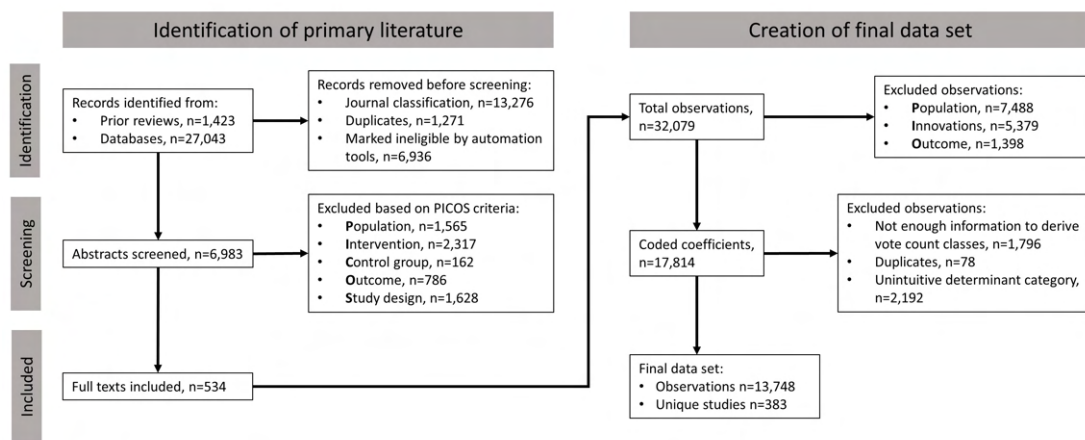 Identification of primary literature
Creation of final data set
Identification
Records identified from:
• Prior reviews, n=1,423
• Databases, n=27,043
Records removed before screening:
• Journal classification, n=13,276
• Duplicates, n=1,271
• Marked ineligible by automation
tools, n=6,936
Total observations,
n=32,079
Excluded observations:
• Population, n=7,488
• Innovations, n=5,379
• Outcome, n=1,398
Screening
Abstracts screened, n=6,983
Excluded based on PICOS criteria:
• Population, n=1,565
• Intervention, n=2,317
• Control group, n=162
• Outcome, n=786
• Study design, n=1,628
Coded coefficients,
n=17,814
Excluded observations:
• Not enough information to derive
vote count classes, n=1,796
• Duplicates, n=78
• Unintuitive determinant category,
n=2,192
Included
Full texts included, n=534
Final data set:
• Observations n=13,748
• Unique studies n=383